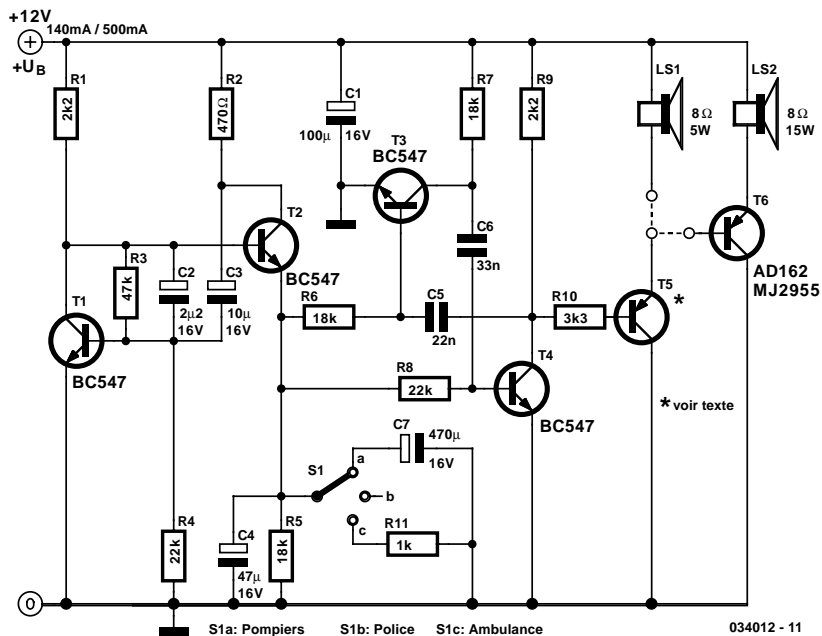 +12V
140mA / 500mA
+U_B
R1
2k2
R2
470Ω
C1
100µ
16V
T3
BC547
R7
18k
R9
2k2
LS1
8Ω
5W
LS2
8Ω
15W
T6
AD162
MJ2955
T2
BC547
C6
33n
R3
47k
C2
2µ2
16V
C3
10µ
16V
T1
BC547
R6
18k
C5
22n
R10
3k3
T5
*
R8
22k
T4
BC547
* voir texte
C7
470µ
16V
S1
a
b
c
R11
1k
R4
22k
C4
47µ
16V
R5
18k
0
S1a: Pompiers S1b: Police S1c: Ambulance
034012 - 11